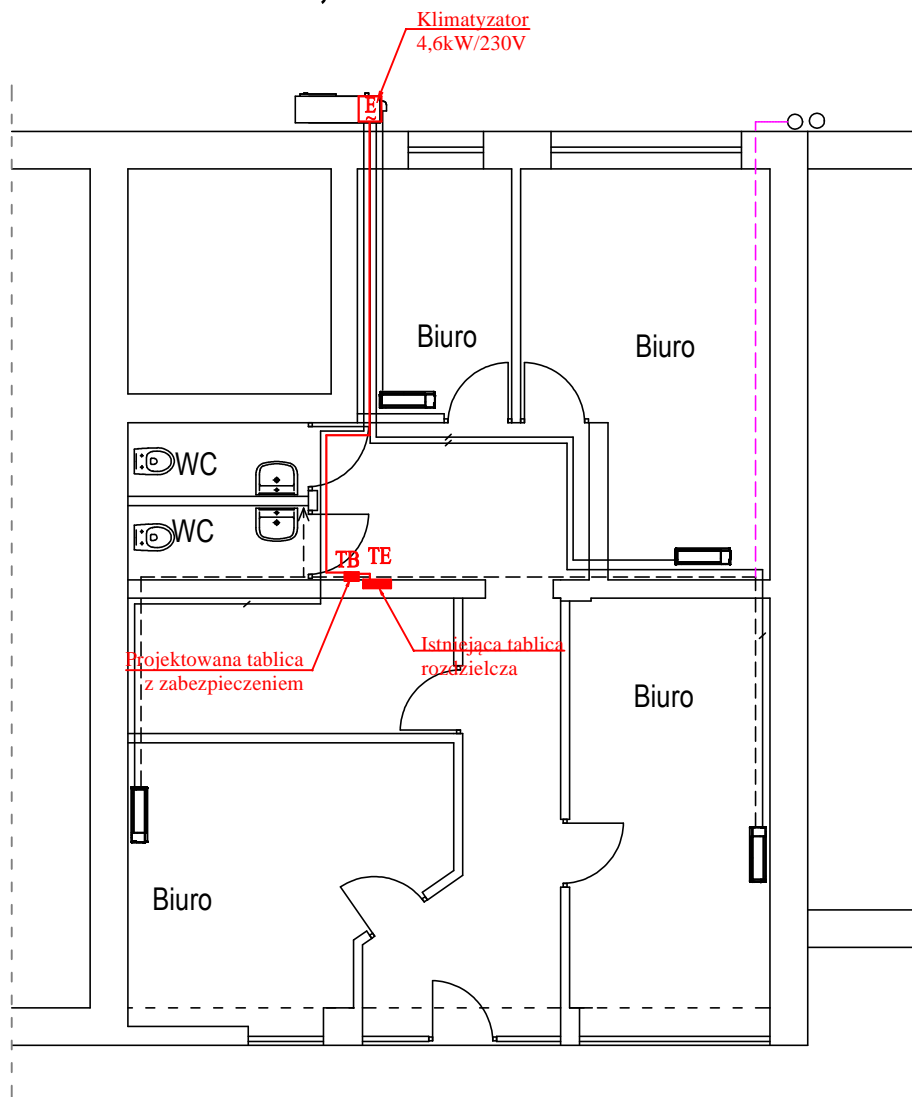 Klimatyzator
4,6kW/230V
E
Biuro
Biuro
WC
WC
TB
TE
Projektowana tablica
z zabezpieczeniem
Istniejąca tablica
rozdzielcza
Biuro
Biuro